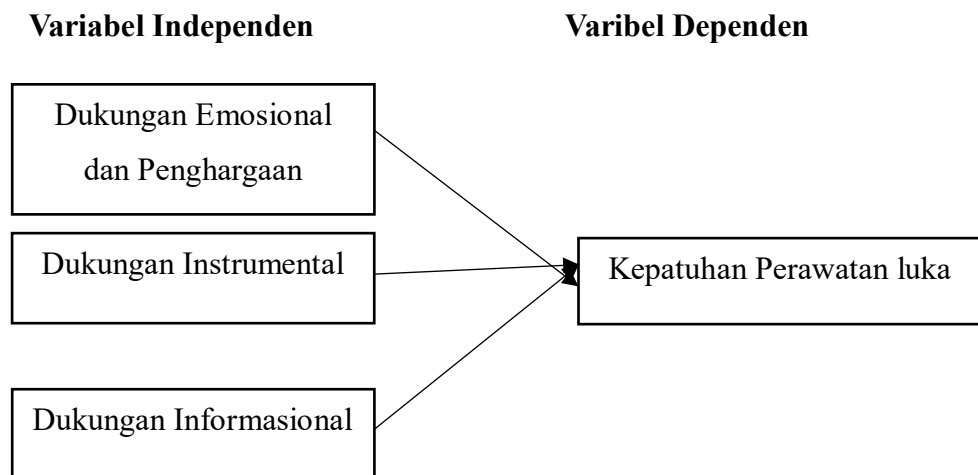 Variabel Independen
Varibel Dependen
Dukungan Emosional
dan Penghargaan
Dukungan Instrumental
Kepatuhan Perawatan luka
Dukungan Informasional